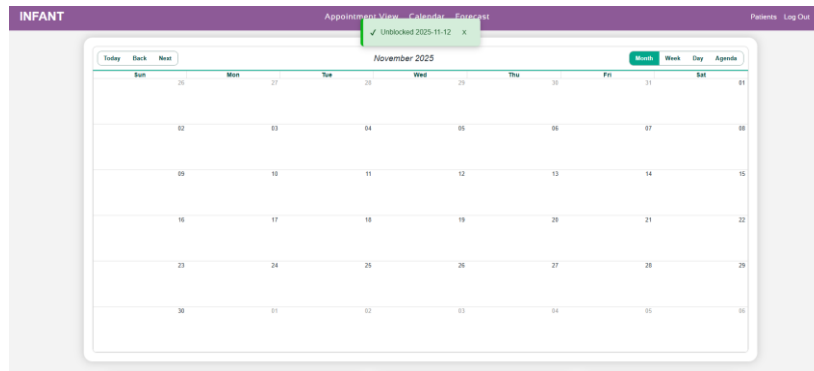 INFANT Appointment View Calendar Forecast Patients Log Out
✓ Unblocked 2025-11-12 x
Today Back Next November 2025 Month Week Day Agenda
Sun Mon Tue Wed Thu Fri Sat
26 27 28 29 30 31 01
02 03 04 05 06 07 08
09 10 11 12 13 14 15
16 17 18 19 20 21 22
23 24 25 26 27 28 29
30 01 02 03 04 05 06